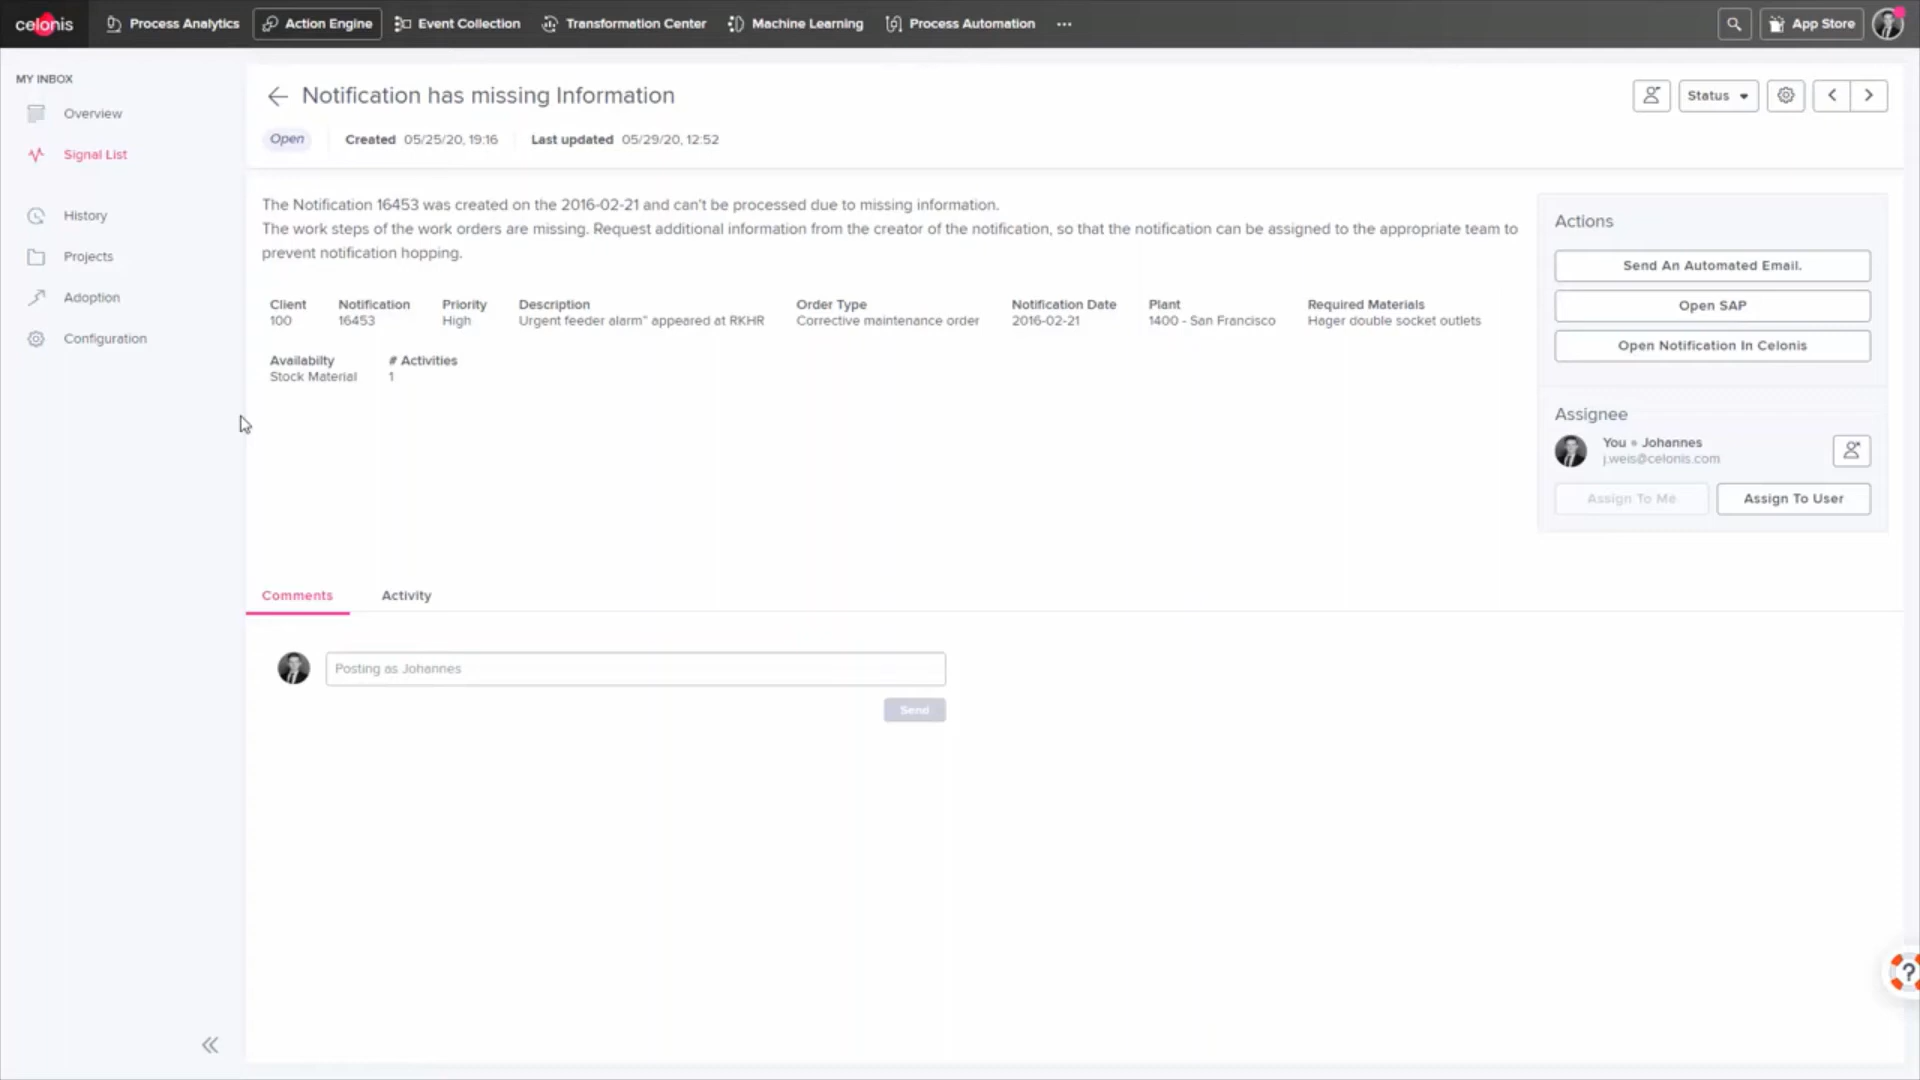 celonis Process Analytics Action Engine Event Collection Transformation Center Machine Learning Process Automation ... App Store
MY INBOX
Overview
Signal List
History
Projects
Adoption
Configuration
Notification has missing Information
Status
Open Created 05/25/20, 19:16 Last updated 05/29/20, 12:52
The Notification 16453 was created on the 2016-02-21 and can't be processed due to missing information.
The work steps of the work orders are missing. Request additional information from the creator of the notification, so that the notification can be assigned to the appropriate team to
prevent notification hopping.
Client Notification Priority Description Order Type Notification Date Plant Required Materials
100 16453 High Urgent feeder alarm" appeared at RKHR Corrective maintenance order 2016-02-21 1400 - San Francisco Hager double socket outlets
Availabilty # Activities
Stock Material 1
Actions
Send An Automated Email.
Open SAP
Open Notification In Celonis
Assignee
You • Johannes
j.weis@celonis.com
Assign To Me Assign To User
Comments Activity
Posting as Johannes
Send
?